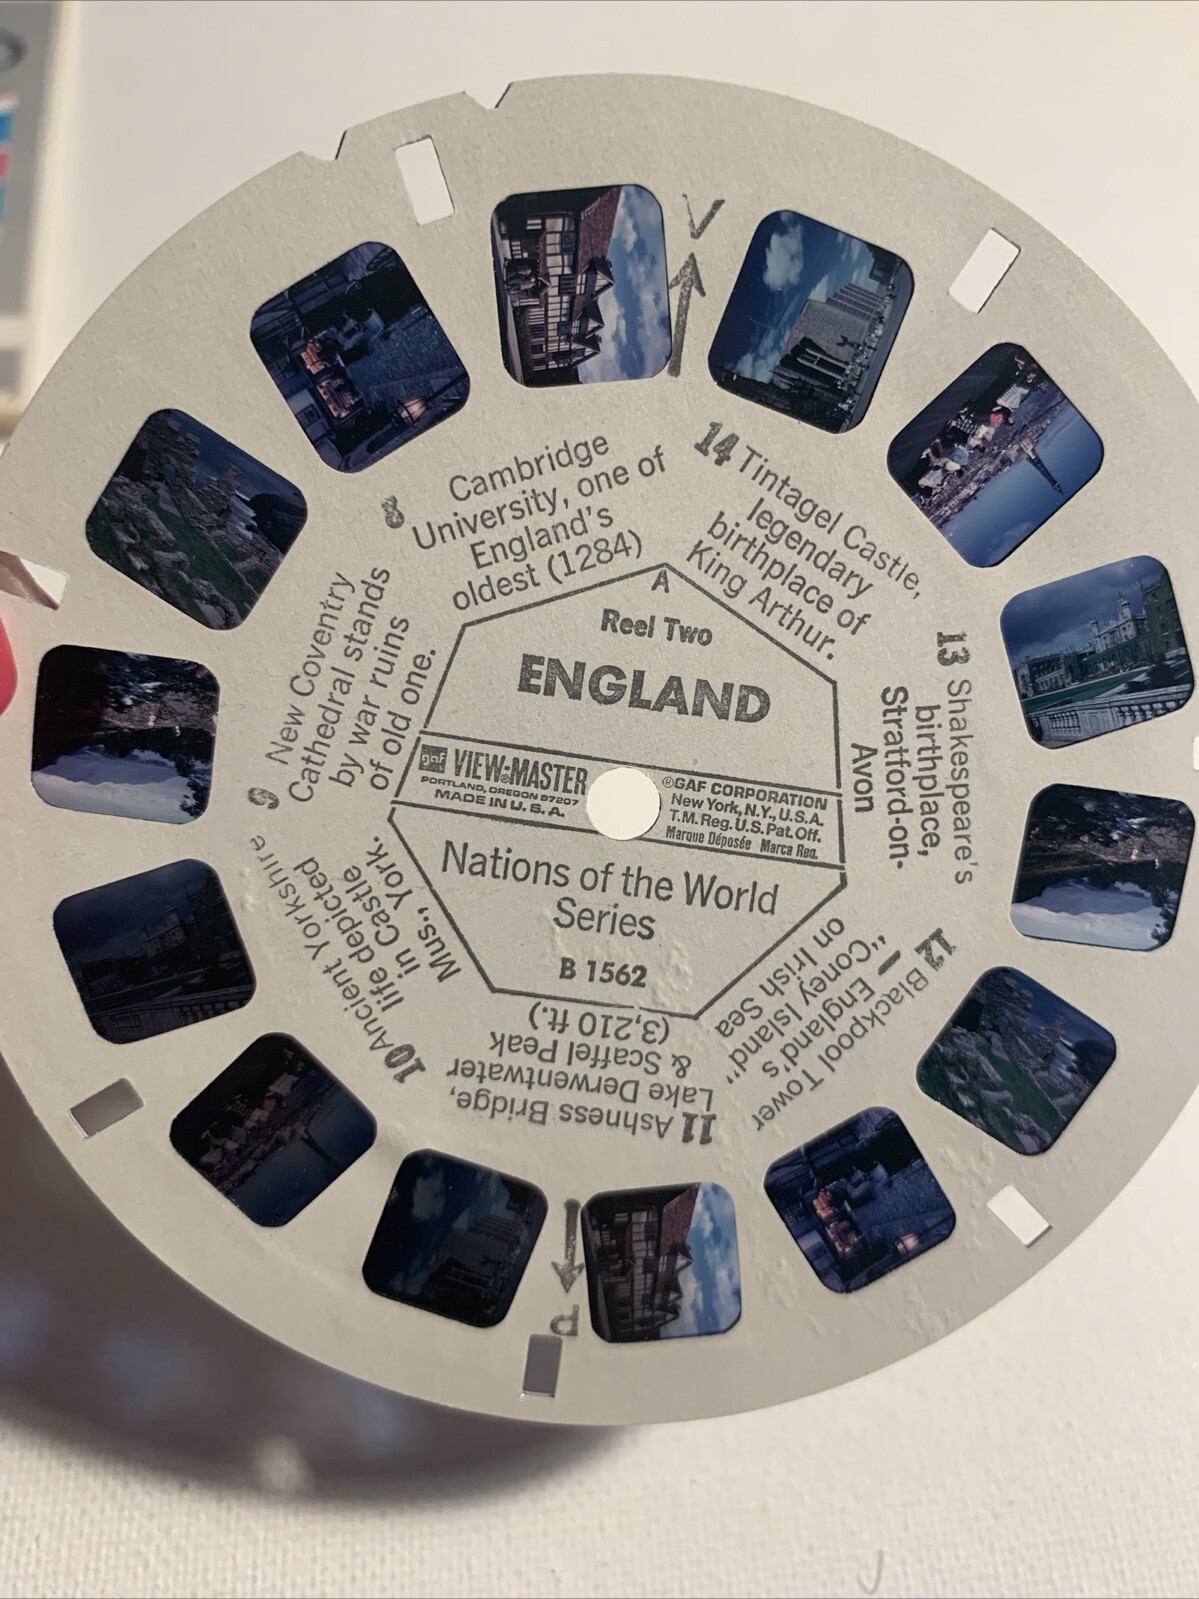 A
Reel Two
ENGLAND
gaf VIEW-MASTER
PORTLAND, OREGON 97207
MADE IN U.S.A.
®GAF CORPORATION
New York, N.Y., U.S.A.
T.M. Reg. U.S. Pat. Off.
Marque Déposée Marca Reg.
Nations of the World
Series
B 1562
8 Cambridge
University, one of
England's
oldest (1284)
9 New Coventry
Cathedral stands
by war ruins
of old one.
10 Ancient Yorkshire
life depicted
in Castle
Mus., York.
11 Ashness Bridge,
Lake Derwentwater
& Scaffel Peak
(3,210 ft.)
12 Blackpool Tower
— England's
"Coney Island"
on Irish Sea
13 Shakespeare's
birthplace,
Stratford-on-
Avon
14 Tintagel Castle,
legendary
birthplace of
King Arthur.
V
P